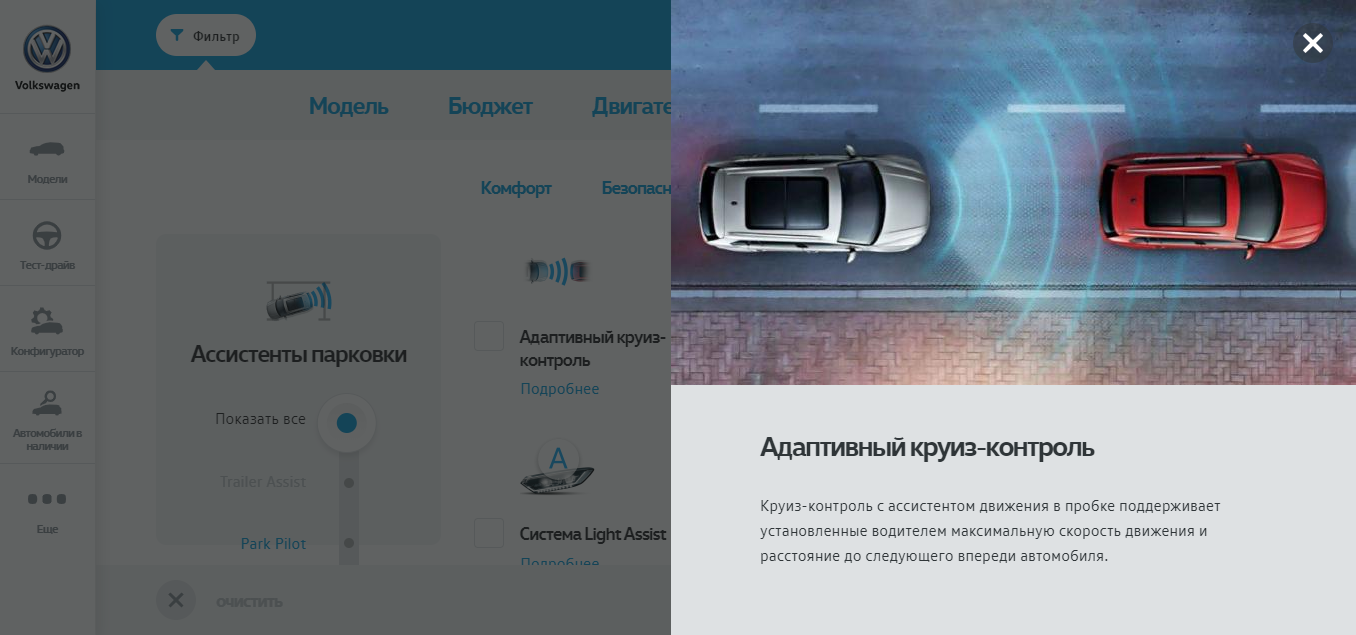 Volkswagen
Модели
Тест-драйв
Конфигуратор
Автомобили в
наличии
Еще
Фильтр
Модель Бюджет Двигате
Комфорт Безопасн
Ассистенты парковки
Показать все
Trailer Assist
Park Pilot
Адаптивный круиз-
контроль
Подробнее
A
Система Light Assist
Подробнее
очистить
Адаптивный круиз-контроль
Круиз-контроль с ассистентом движения в пробке поддерживает
установленные водителем максимальную скорость движения и
расстояние до следующего впереди автомобиля.